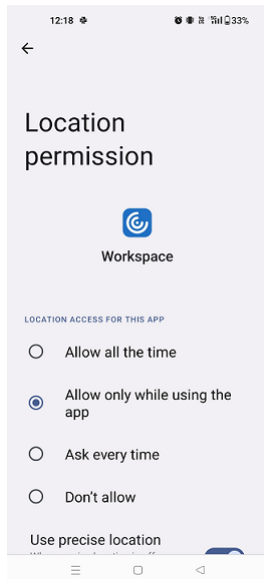 12:18 33%
Location
permission
Workspace
LOCATION ACCESS FOR THIS APP
Allow all the time
Allow only while using the
app
Ask every time
Don't allow
Use precise location